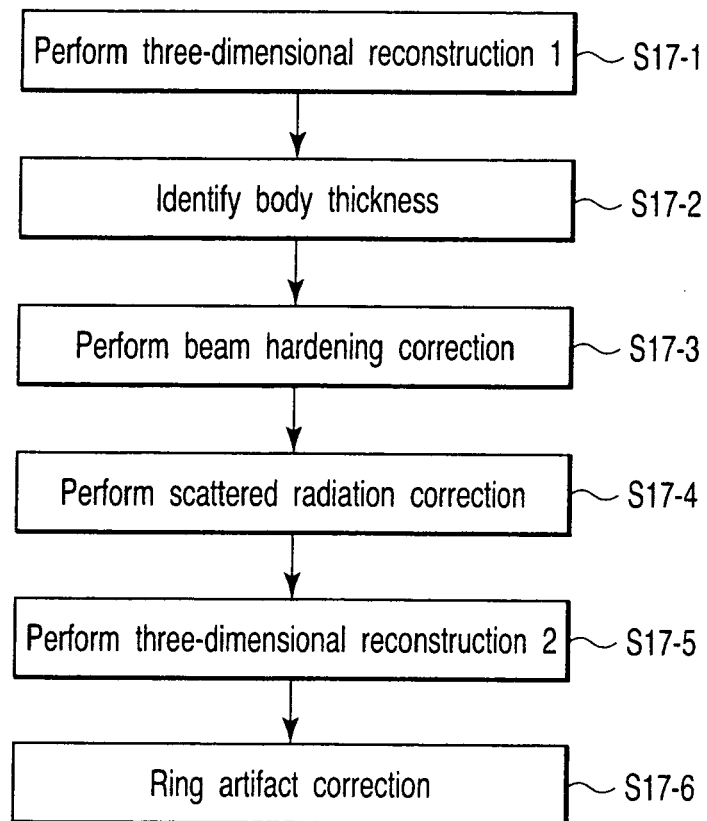 Perform three-dimensional reconstruction 1 S17-1
Identify body thickness S17-2
Perform beam hardening correction S17-3
Perform scattered radiation correction S17-4
Perform three-dimensional reconstruction 2 S17-5
Ring artifact correction S17-6